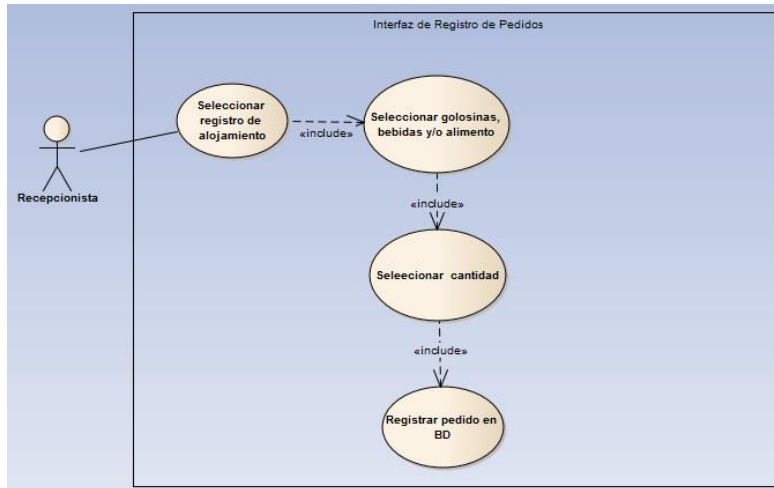 Interfaz de Registro de Pedidos
Seleccionar
registro de
alojamiento
«include»
Seleccionar golosinas,
bebidas y/o alimento
Recepcionista
«include»
Seleecionar cantidad
«include»
Registrar pedido en
BD